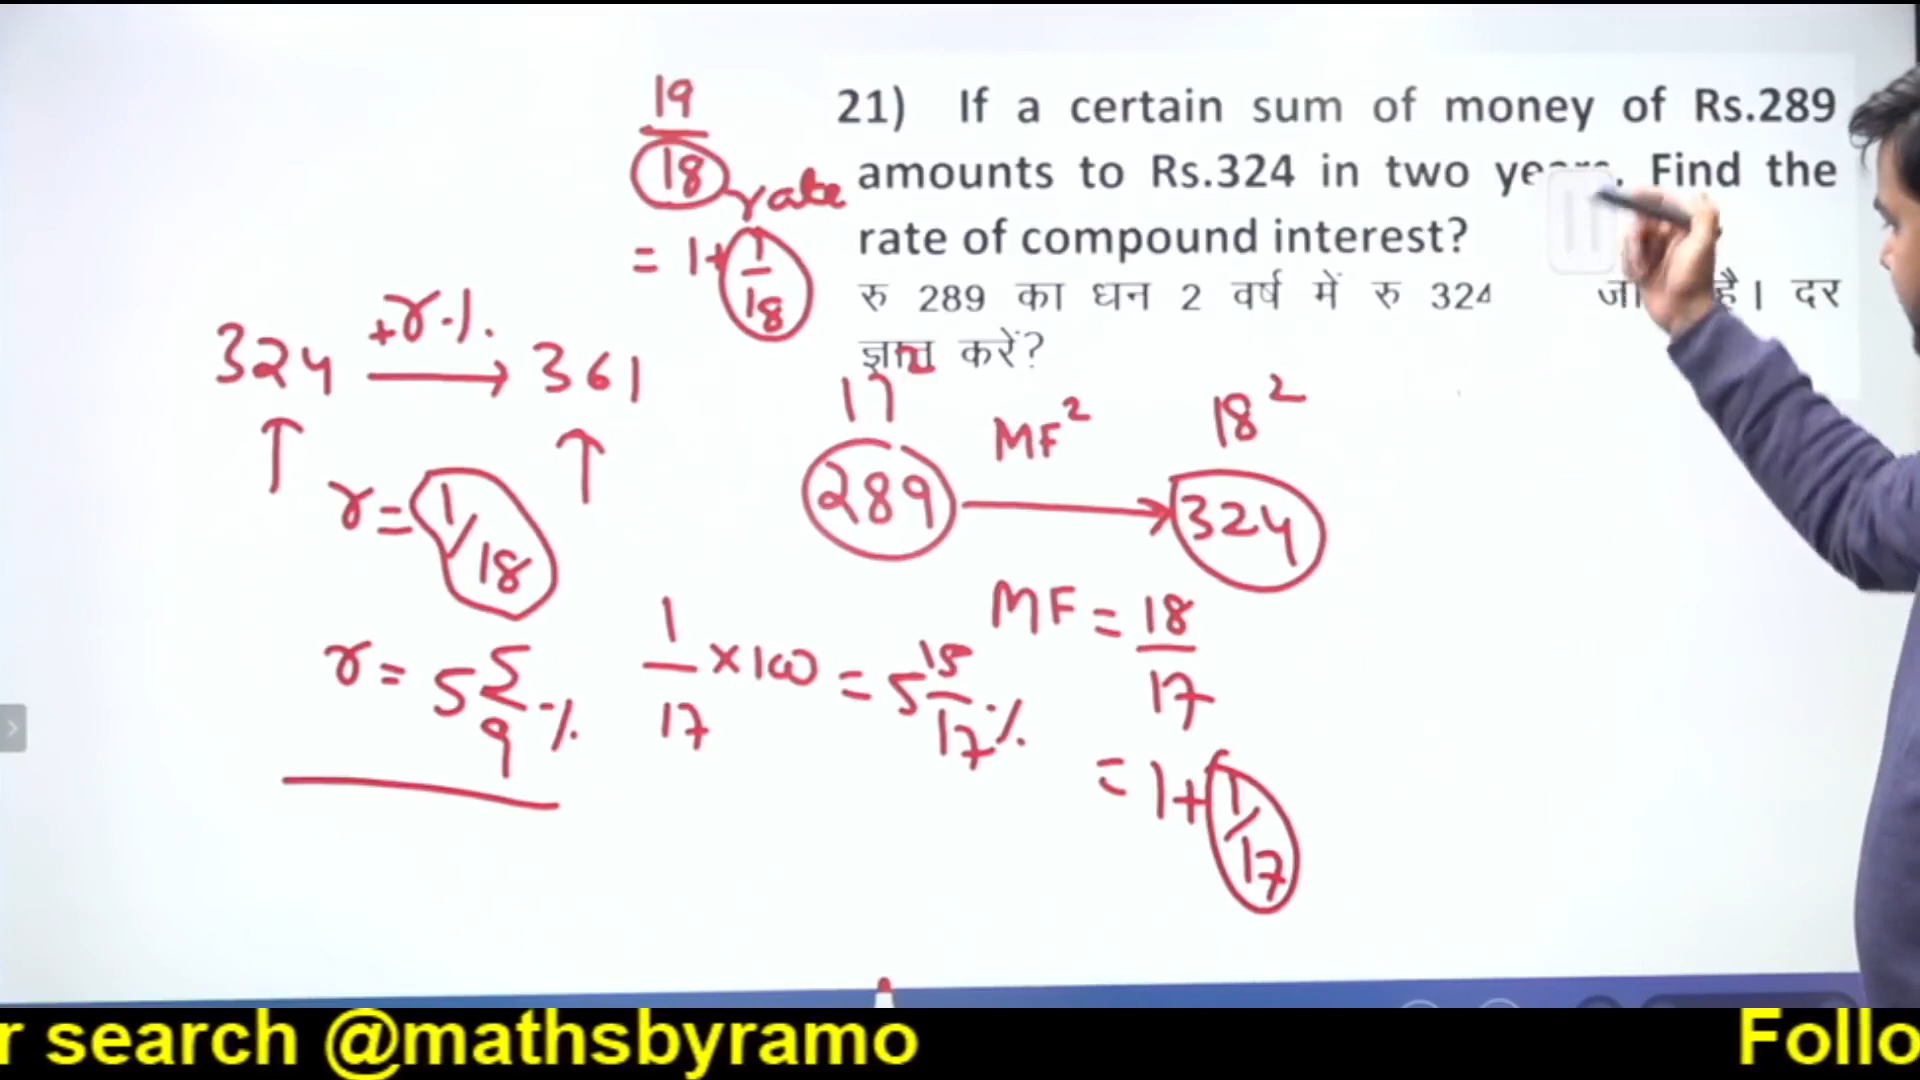 21) If a certain sum of money of Rs.289
amounts to Rs.324 in two years. Find the
rate of compound interest?
रु 289 का धन 2 वर्ष में रु 324 है। दर
ज्ञात करें?
19
18 rate
= 1+ 1/18
324 +r% → 361
↑ ↑
r = 1/18
r = 5 5/9 %
17²
289 MF² → 18²
324
1/17 × 100 = 5 15/17 %
MF = 18/17
= 1+ 1/17
r search @mathsbyramo
Follo